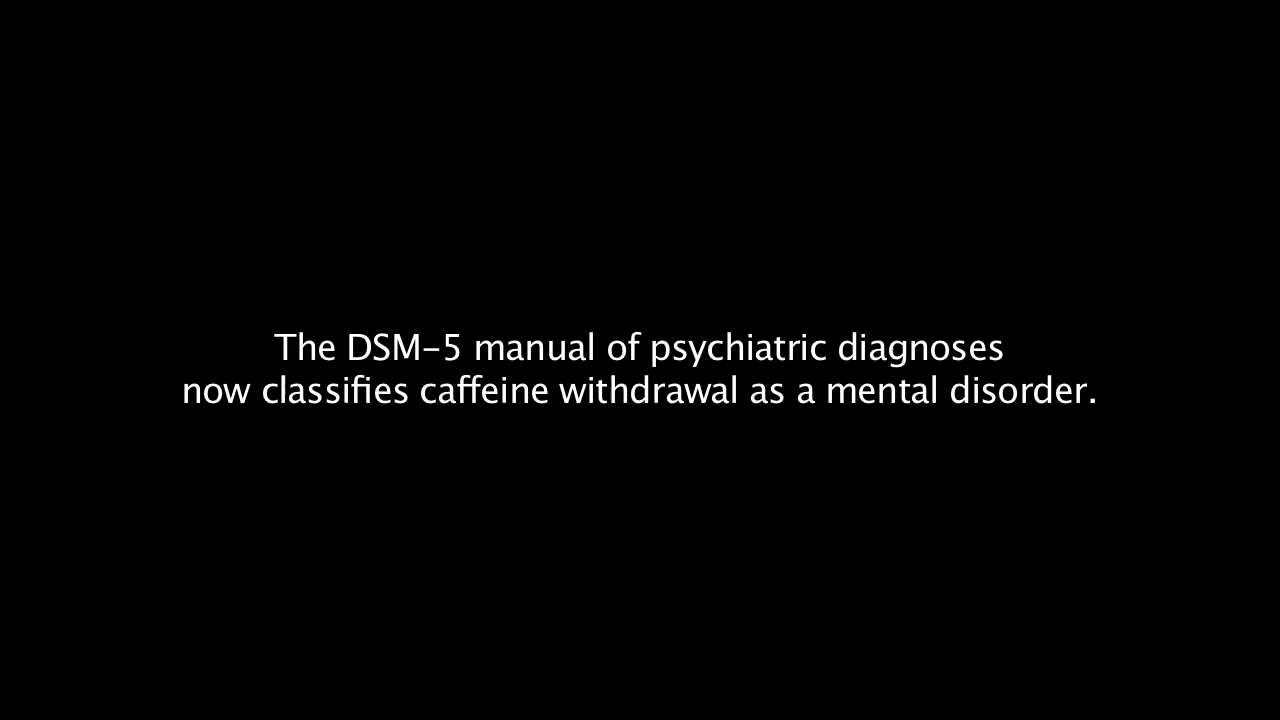 The DSM-5 manual of psychiatric diagnoses
now classifies caffeine withdrawal as a mental disorder.